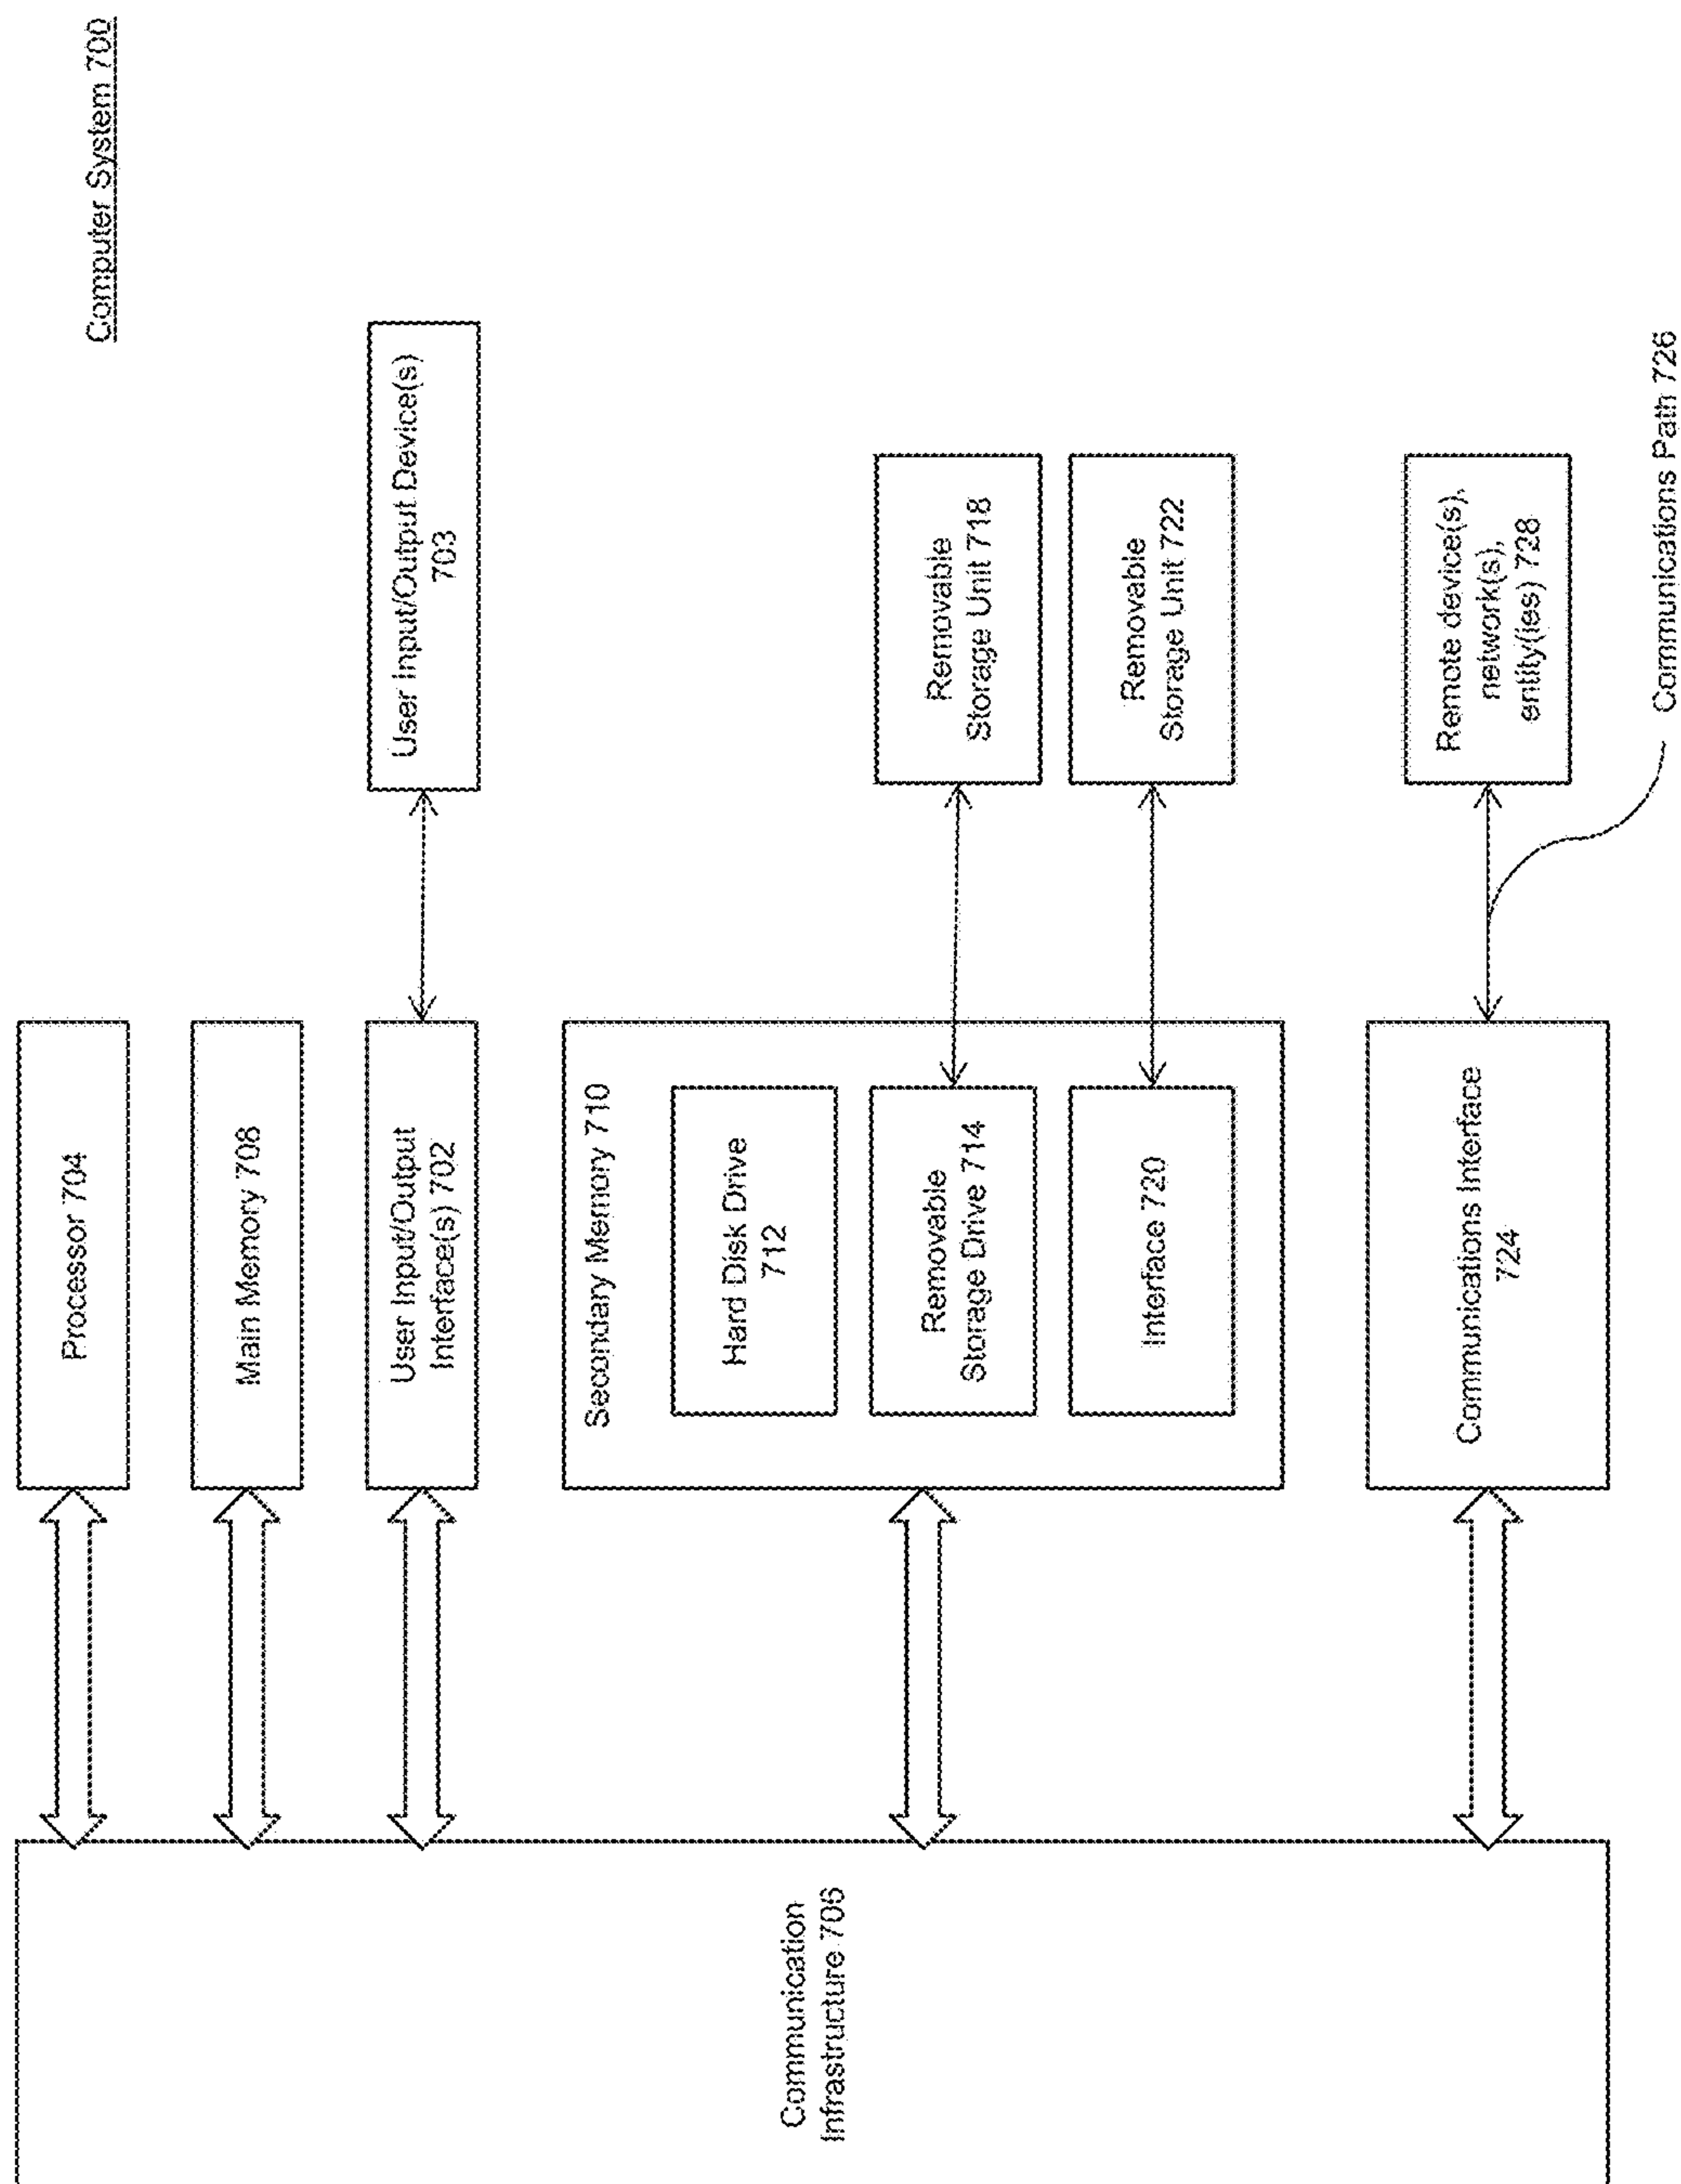 Computer System 700
Processor 704
Main Memory 708
User Input/Output
Interface(s) 702
User Input/Output Device(s)
703
Communication
Infrastructure 706
Secondary Memory 710
Hard Disk Drive
712
Removable
Storage Drive 714
Removable
Storage Unit 718
Interface 720
Removable
Storage Unit 722
Communications Interface
724
Remote device(s),
network(s),
entity(ies) 728
Communications Path 726